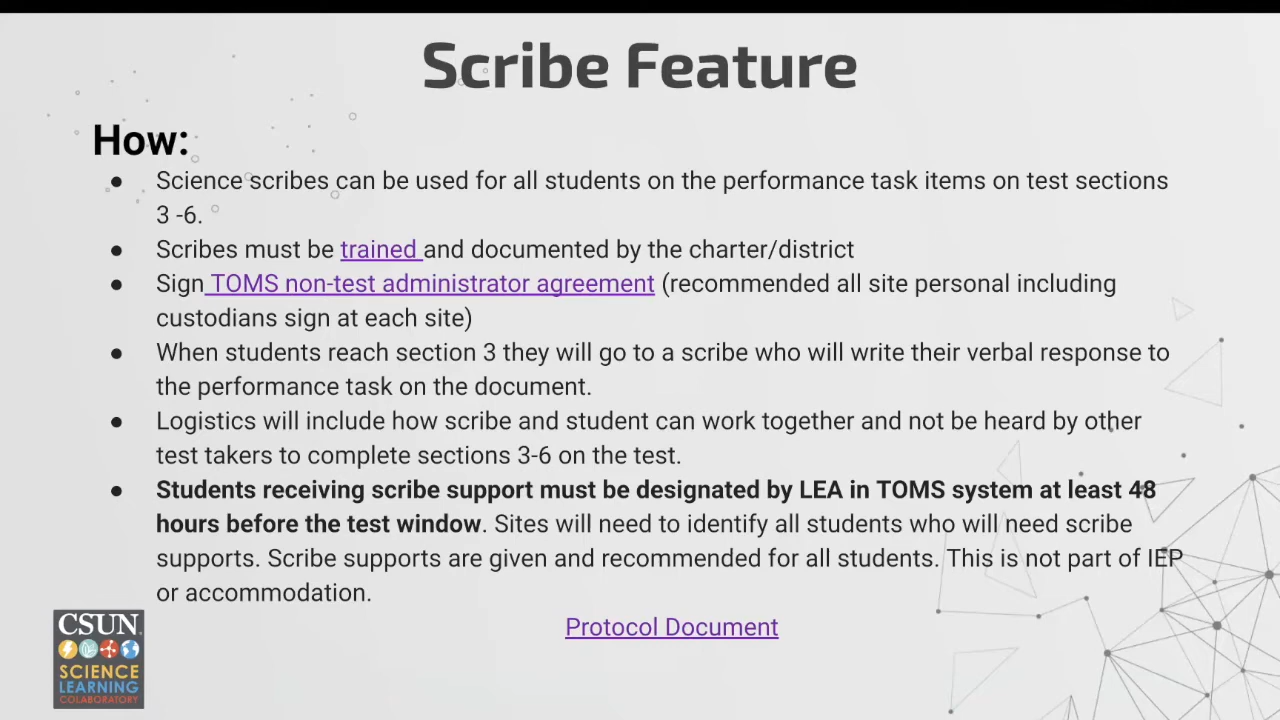 Scribe Feature
How:
● Science scribes can be used for all students on the performance task items on test sections
3 -6.
● Scribes must be trained and documented by the charter/district
● Sign TOMS non-test administrator agreement (recommended all site personal including
custodians sign at each site)
● When students reach section 3 they will go to a scribe who will write their verbal response to
the performance task on the document.
● Logistics will include how scribe and student can work together and not be heard by other
test takers to complete sections 3-6 on the test.
● Students receiving scribe support must be designated by LEA in TOMS system at least 48
hours before the test window. Sites will need to identify all students who will need scribe
supports. Scribe supports are given and recommended for all students. This is not part of IEP
or accommodation.
Protocol Document
CSUN
SCIENCE
LEARNING
COLABORATORY